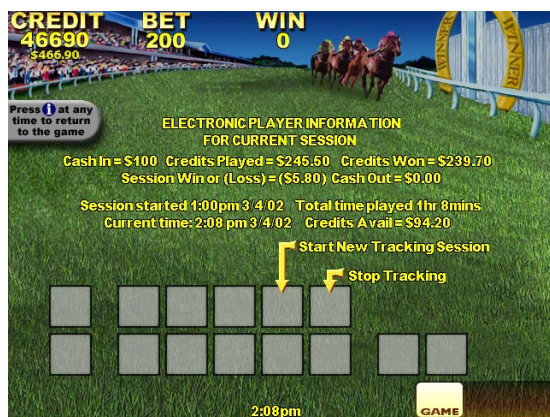 CREDIT BET WIN
46690 200 0
$466.90
WINNER WINNER
Press i at any
time to return
to the game
ELECTRONIC PLAYER INFORMATION
FOR CURRENT SESSION
Cash In = $100 Credits Played = $245.50 Credits Won = $239.70
Session Win or (Loss) = ($5.80) Cash Out = $0.00
Session started 1:00pm 3/4/02 Total time played 1hr 8mins
Current time: 2:08 pm 3/4/02 Credits Avail = $94.20
Start New Tracking Session
Stop Tracking
GAME
2:08pm